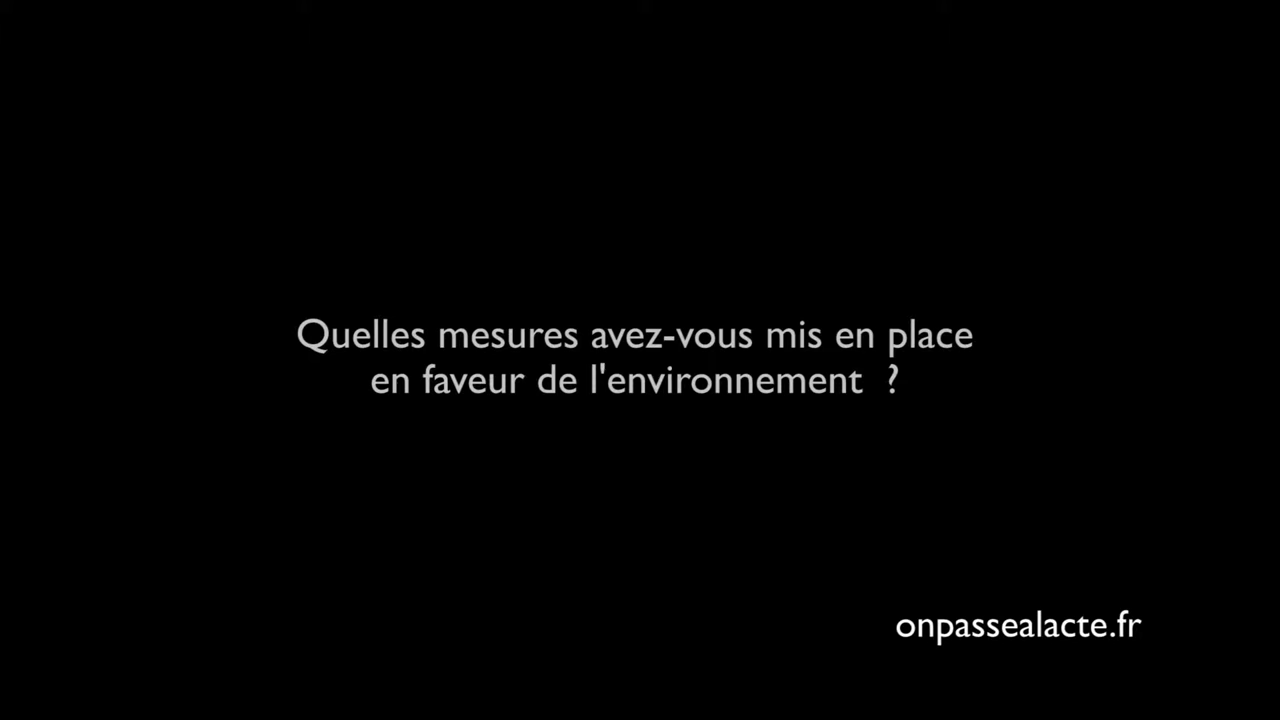 Quelles mesures avez-vous mis en place
en faveur de l'environnement  ?
onpassealacte.fr